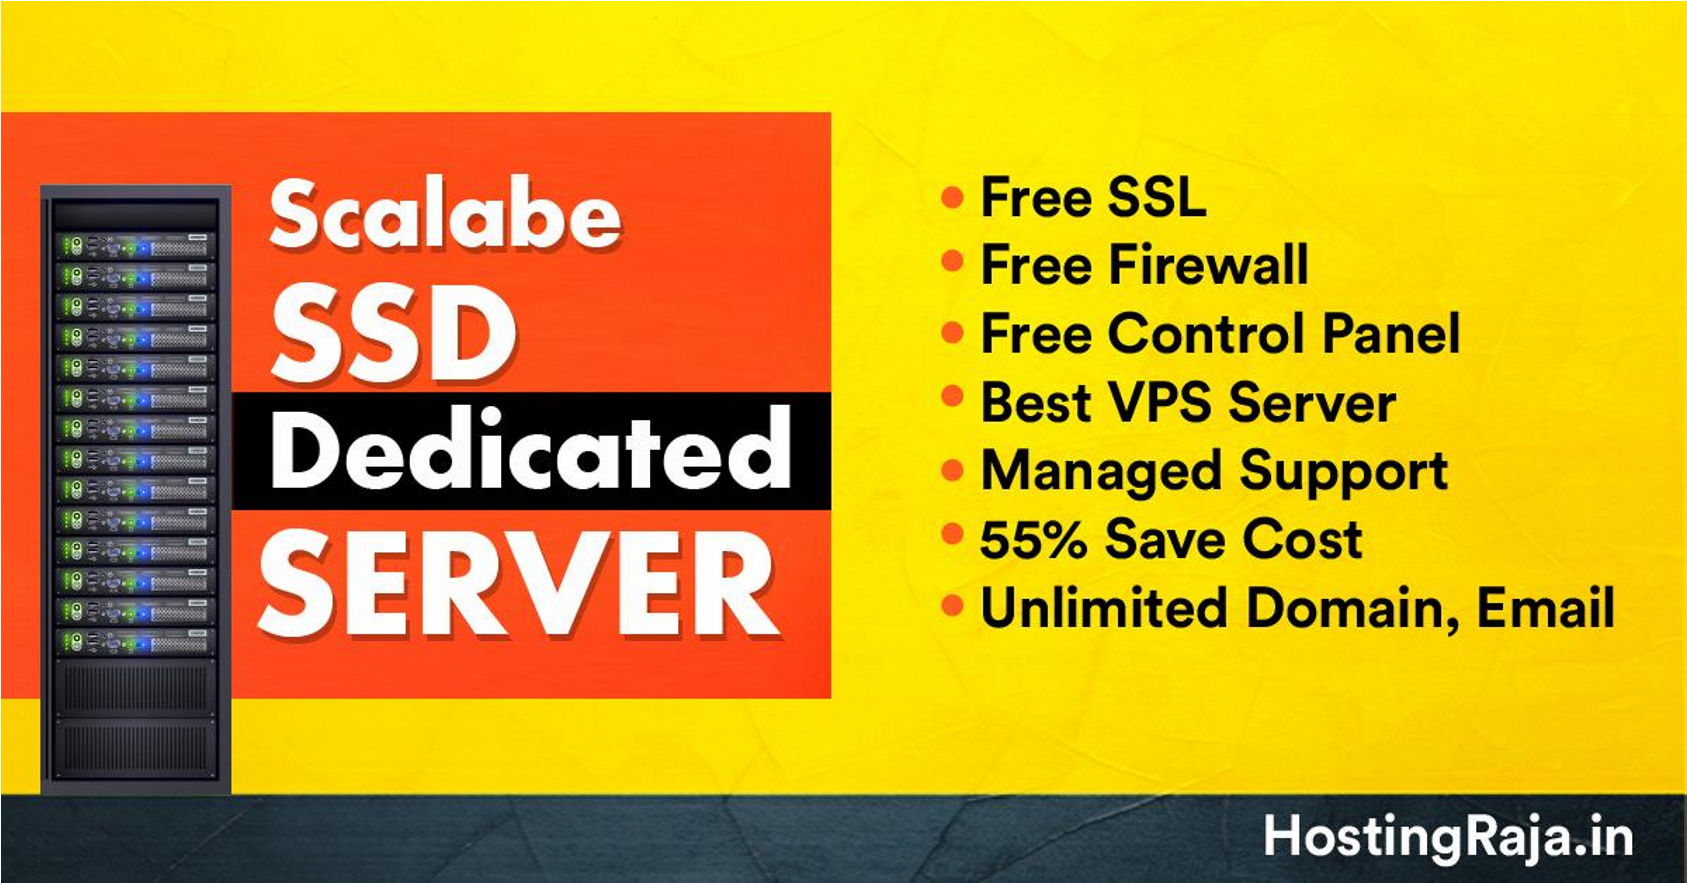 Scalabe
SSD
Dedicated
SERVER
• Free SSL
• Free Firewall
• Free Control Panel
• Best VPS Server
• Managed Support
• 55% Save Cost
• Unlimited Domain, Email
HostingRaja.in